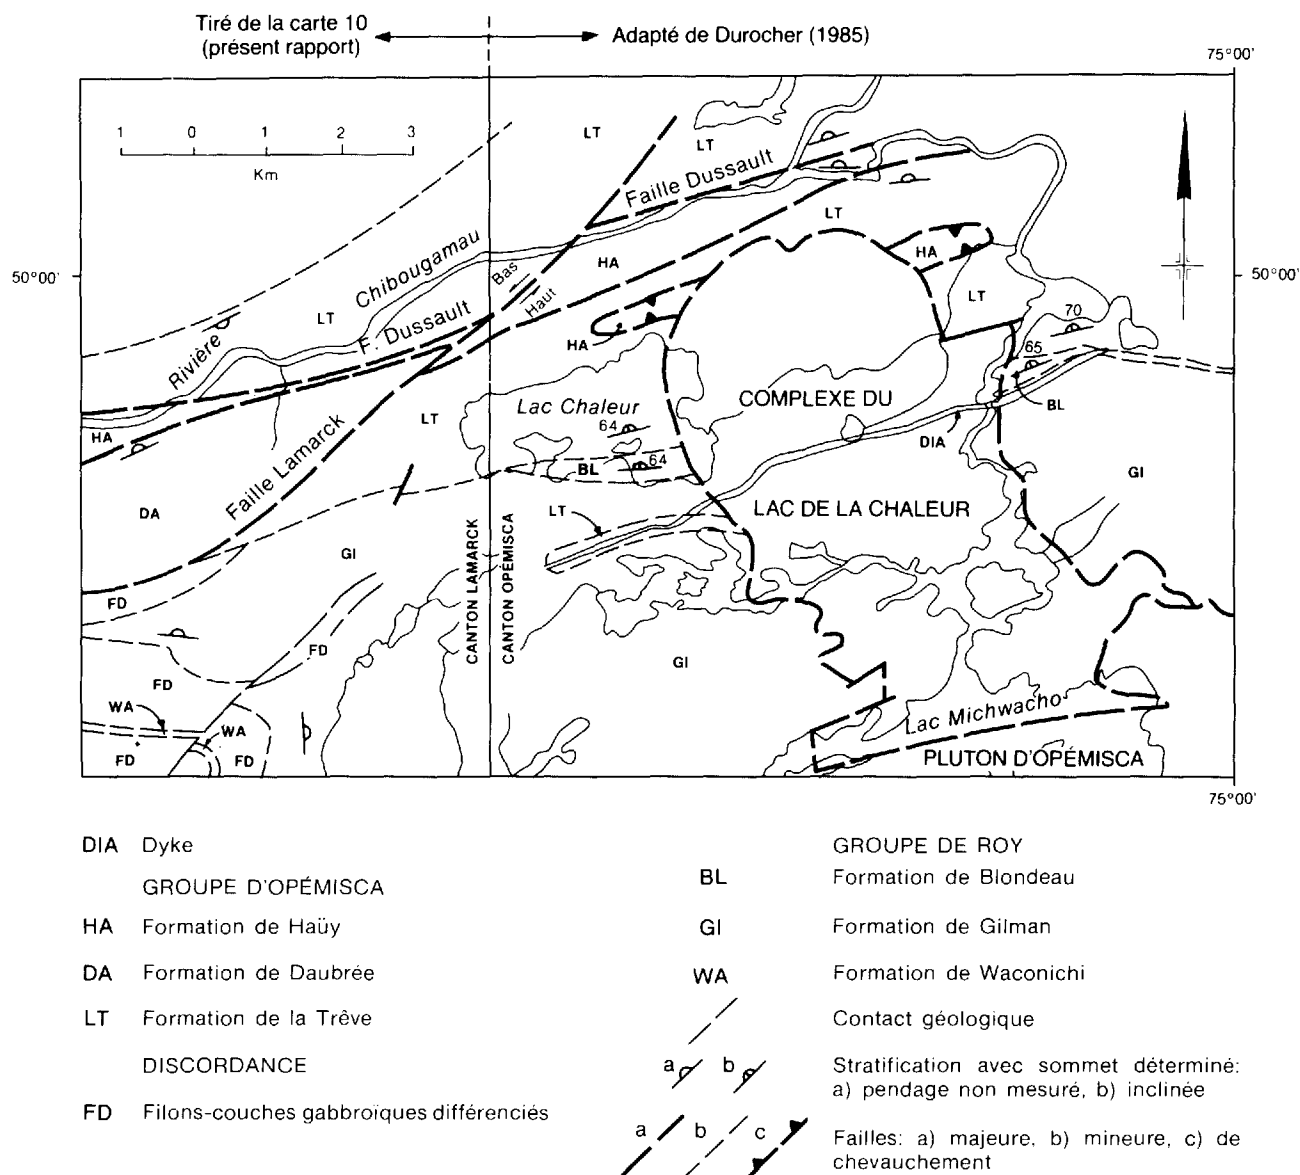 Tiré de la carte 10
(présent rapport)
Adapté de Durocher (1985)
75°00'
1 0 1 2 3
Km
LT
LT
Faille Dussault
LT
50°00'
50°00'
Rivière Chibougamau
Bas
Haut
HA
HA
LT
LT
F. Dussault
HA
70
65
BL
HA
LT
Lac Chaleur
64
64
BL
COMPLEXE DU
DIA
LAC DE LA CHALEUR
GI
Faille Lamarck
DA
LT
GI
FD
CANTON LAMARCK
CANTON OPÉMISCA
FD
GI
FD
WA
WA
FD
FD
Lac Michwacho
PLUTON D'OPÉMISCA
75°00'
DIA Dyke
GROUPE D'OPÉMISCA
HA Formation de Haüy
DA Formation de Daubrée
LT Formation de la Trêve
DISCORDANCE
FD Filons-couches gabbroïques différenciés
GROUPE DE ROY
BL Formation de Blondeau
GI Formation de Gilman
WA Formation de Waconichi
Contact géologique
a b Stratification avec sommet déterminé:
a) pendage non mesuré, b) inclinée
a b c Failles: a) majeure, b) mineure, c) de
chevauchement